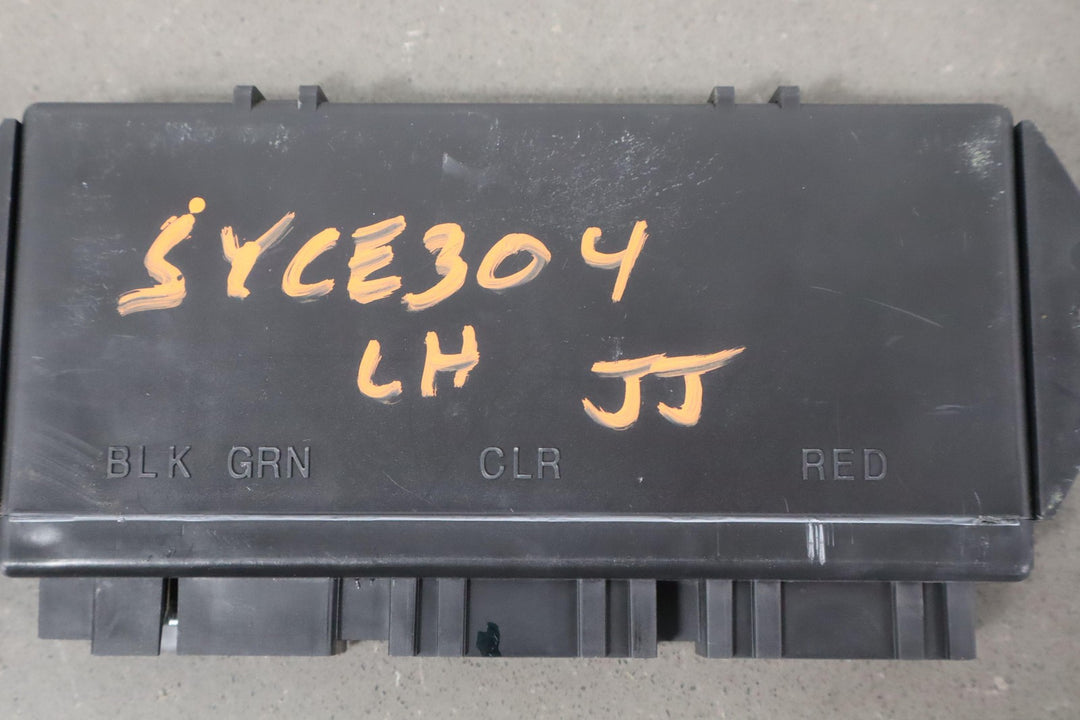 SYCE304
LH JJ
BLK GRN CLR RED